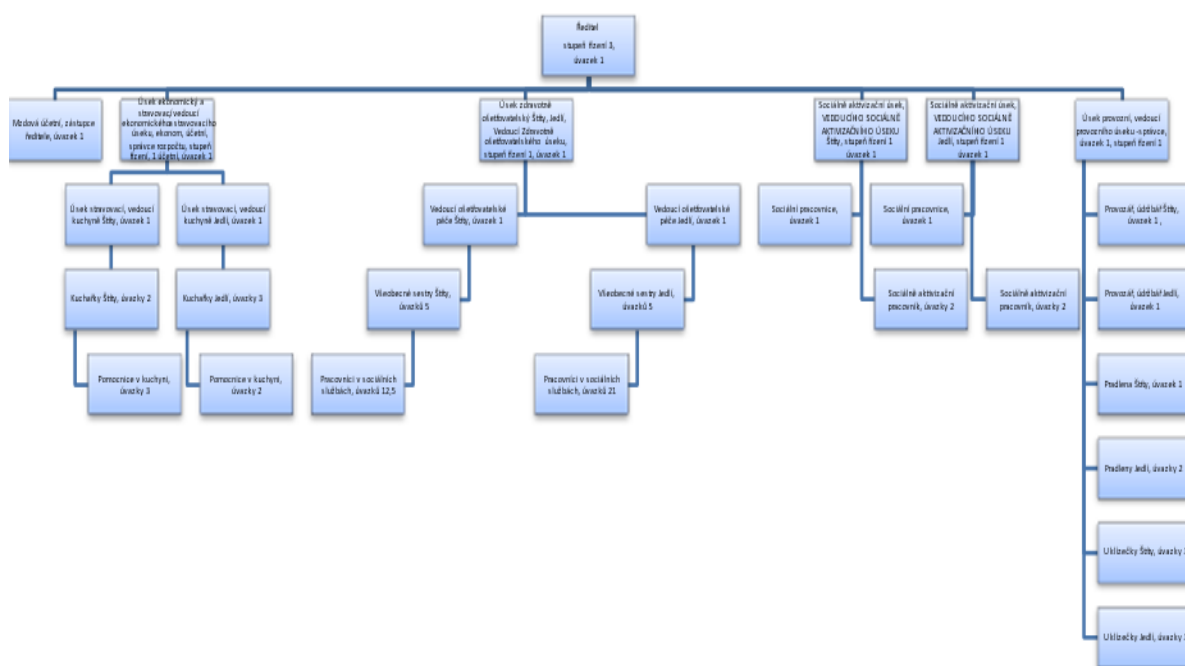 Ředitel
stupeň řízení 3,
úvazek 1
Mzdová účetní, zástupce
ředitele, úvazek 1
Úsek ekonomický a
stravovací/vedoucí
ekonomického a stravovacího
úseku, ekonom, účetní,
správce rozpočtu, stupeň
řízení, 1 účetní, úvazek 1
Úsek zdravotně
ošetřovatelský Štíty, Jedlí,
Vedoucí Zdravotně
ošetřovatelského úseku,
stupeň řízení 1, úvazek 1
Sociálně aktivizační úsek,
VEDOUCÍHO SOCIÁLNĚ
AKTIVIZAČNÍHO ÚSEKU
Štíty, stupeň řízení 1
úvazek 1
Sociálně aktivizační úsek,
VEDOUCÍHO SOCIÁLNĚ
AKTIVIZAČNÍHO ÚSEKU
Jedlí, stupeň řízení 1
úvazek 1
Úsek provozní, vedoucí
provozního úseku -správce,
úvazek 1, stupeň řízení 1
Úsek stravovací, vedoucí
kuchyně Štíty, úvazek 1
Úsek stravovací, vedoucí
kuchyně Jedlí, úvazek 1
Vedoucí ošetřovatelské
péče Štíty, úvazek 1
Vedoucí ošetřovatelské
péče Jedlí, úvazek 1
Sociální pracovnice,
úvazek 1
Sociální pracovnice,
úvazek 1
Provozář, údržbář Štíty,
úvazek 1 ,
Kuchařky Štíty, úvazky 2
Kuchařky Jedlí, úvazky 3
Všeobecné sestry Štíty,
úvazků 5
Všeobecné sestry Jedlí,
úvazků 5
Sociálně aktivizační
pracovník, úvazky 2
Sociálně aktivizační
pracovník, úvazky 2
Provozář, údržbář Jedlí,
úvazek 1
Pomocnice v kuchyni,
úvazky 3
Pomocnice v kuchyni,
úvazky 2
Pracovníci v sociálních
službách, úvazků 12,5
Pracovníci v sociálních
službách, úvazků 21
Pradlena Štíty, úvazek 1
Pradleny Jedlí, úvazky 2
Uklízečky Štíty, úvazky
Uklízečky Jedlí, úvazky